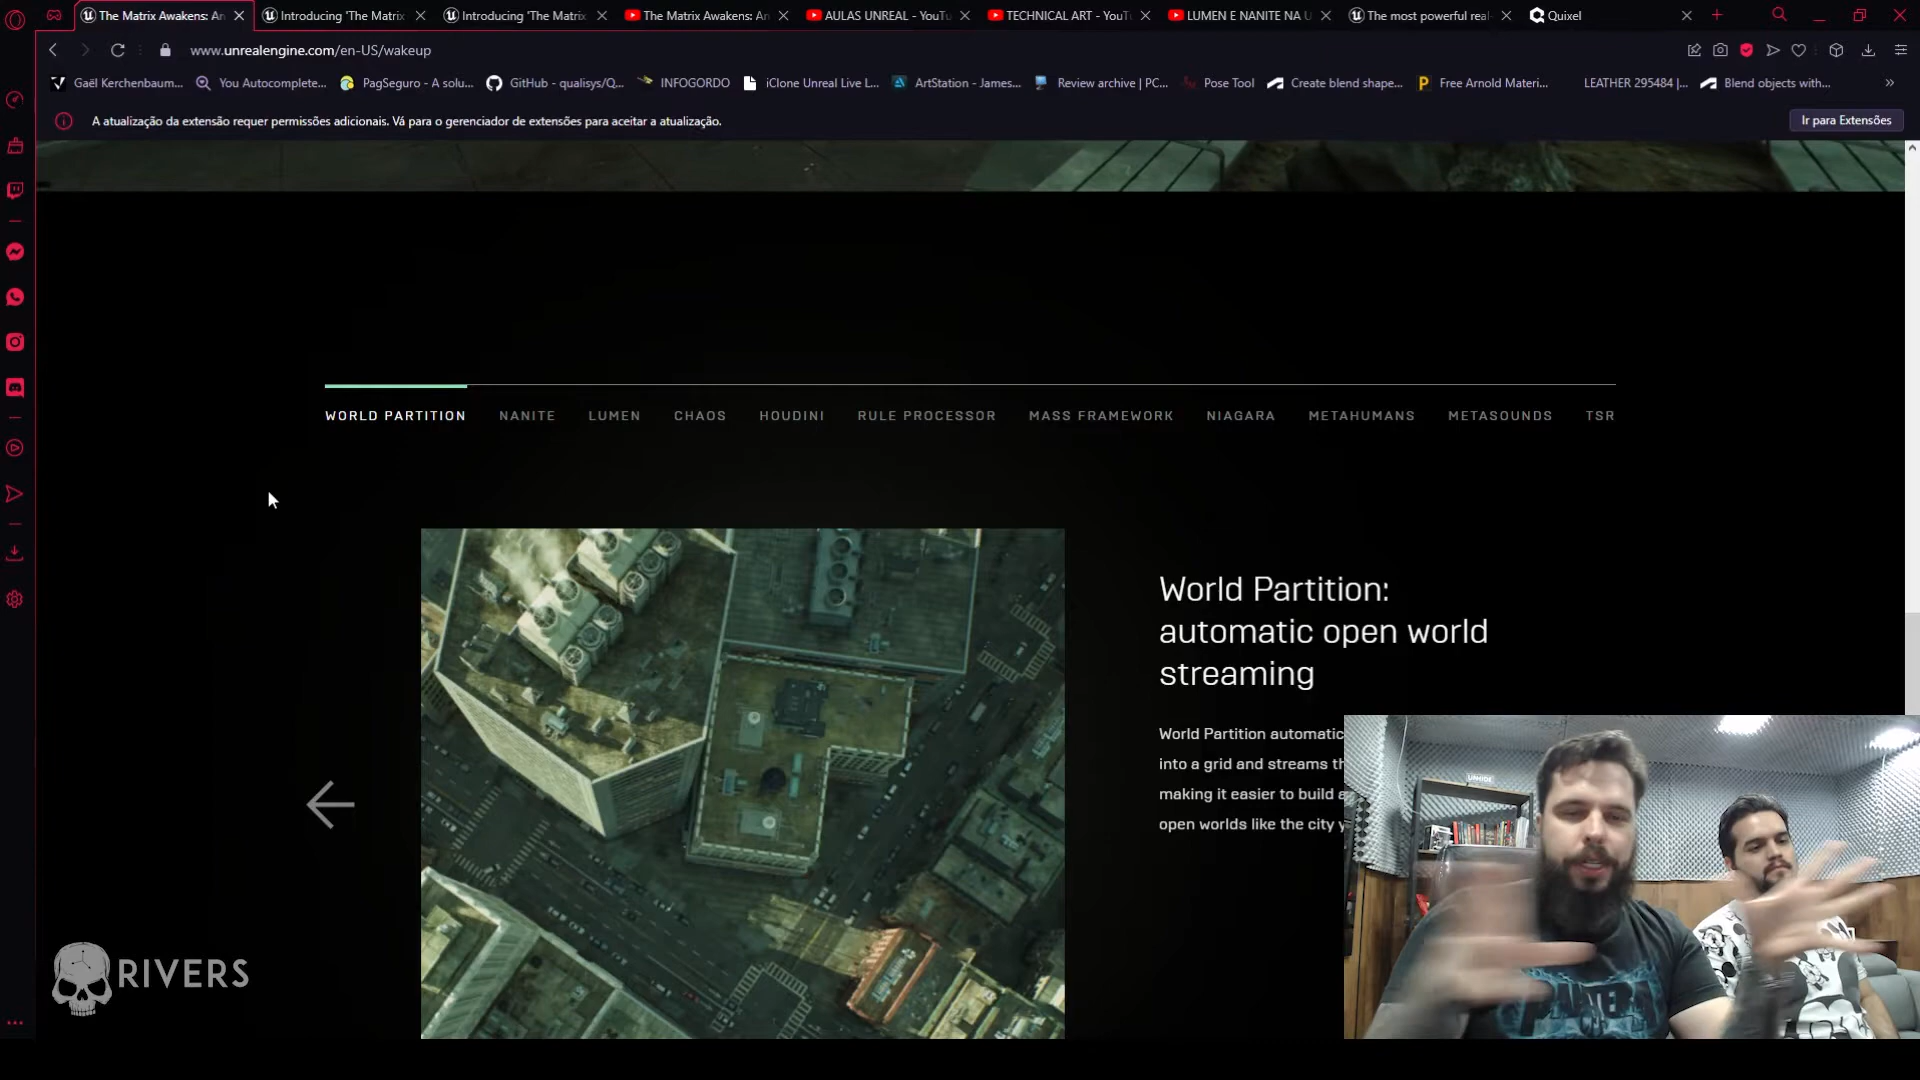 The Matrix Awakens: An
Introducing 'The Matrix
Introducing 'The Matrix
The Matrix Awakens: An
AULAS UNREAL - YouTu
TECHNICAL ART - YouTu
LUMEN E NANITE NA U
The most powerful real-
Quixel
www.unrealengine.com/en-US/wakeup
Gaël Kerchenbaum...
You Autocomplete...
PagSeguro - A solu...
GitHub - qualisys/Q...
INFOGORDO
iClone Unreal Live L...
ArtStation - James...
Review archive | PC...
Pose Tool
Create blend shape...
Free Arnold Materi...
LEATHER 295484 |...
Blend objects with...
A atualização da extensão requer permissões adicionais. Vá para o gerenciador de extensões para aceitar a atualização.
Ir para Extensões
WORLD PARTITION NANITE LUMEN CHAOS HOUDINI RULE PROCESSOR MASS FRAMEWORK NIAGARA METAHUMANS METASOUNDS TSR
World Partition:
automatic open world
streaming
World Partition automatic
into a grid and streams th
making it easier to build a
open worlds like the city y
UNHIDE
PANTERA
RIVERS